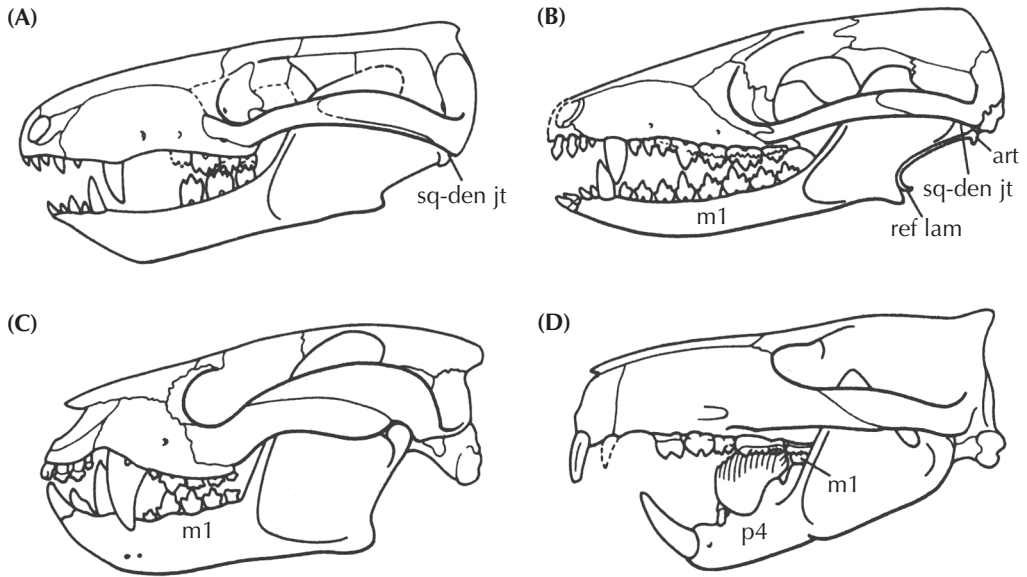 (A)
(B)
sq-den jt
art
sq-den jt
m1
ref lam
(C)
(D)
m1
m1
p4